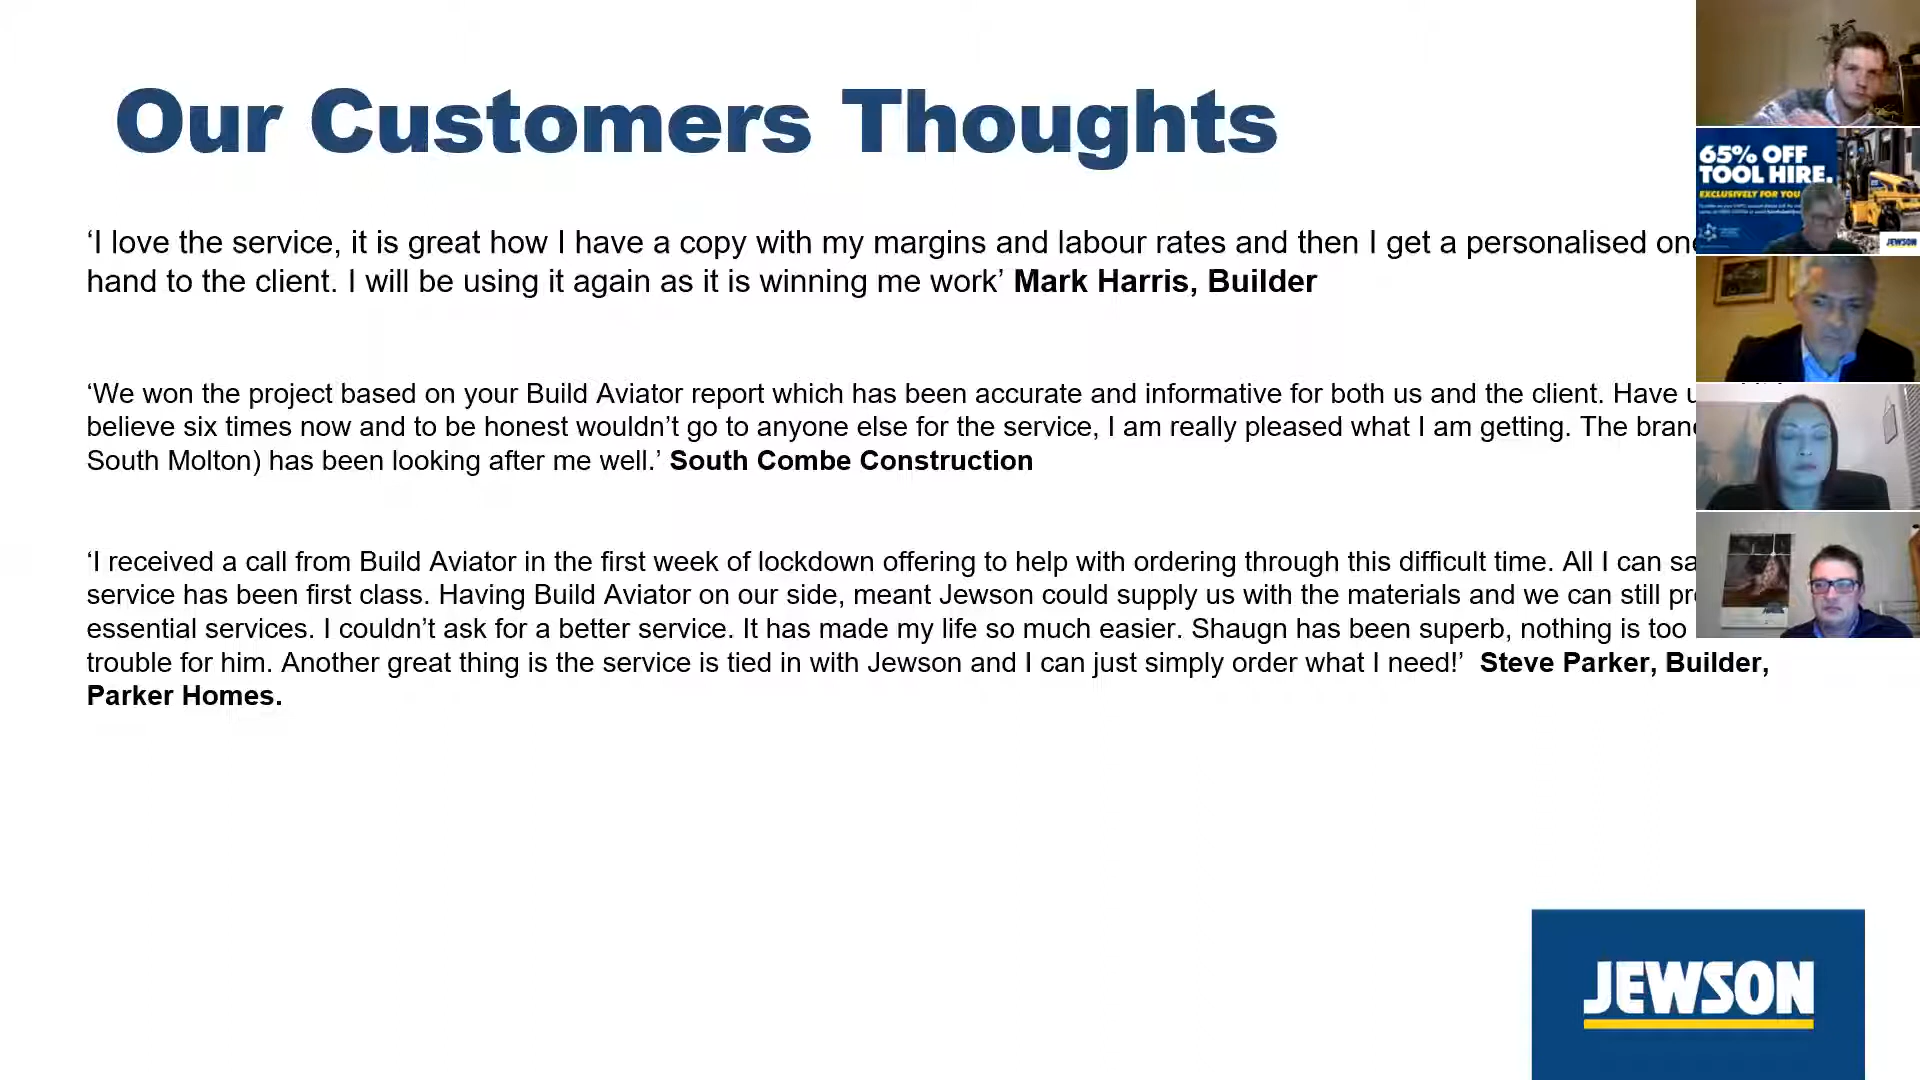 Our Customers Thoughts
‘I love the service, it is great how I have a copy with my margins and labour rates and then I get a personalised
hand to the client. I will be using it again as it is winning me work’ Mark Harris, Builder
‘We won the project based on your Build Aviator report which has been accurate and informative for both us and the client. Have
believe six times now and to be honest wouldn’t go to anyone else for the service, I am really pleased what I am getting. The
South Molton) has been looking after me well.’ South Combe Construction
‘I received a call from Build Aviator in the first week of lockdown offering to help with ordering through this difficult time. All I can
service has been first class. Having Build Aviator on our side, meant Jewson could supply us with the materials and we can still
essential services. I couldn’t ask for a better service. It has made my life so much easier. Shaugn has been superb, nothing is too
trouble for him. Another great thing is the service is tied in with Jewson and I can just simply order what I need!’ Steve Parker, Builder,
Parker Homes.
65% OFF
TOOL HIRE.
EXCLUSIVELY FOR YOU
JEWSON
JEWSON